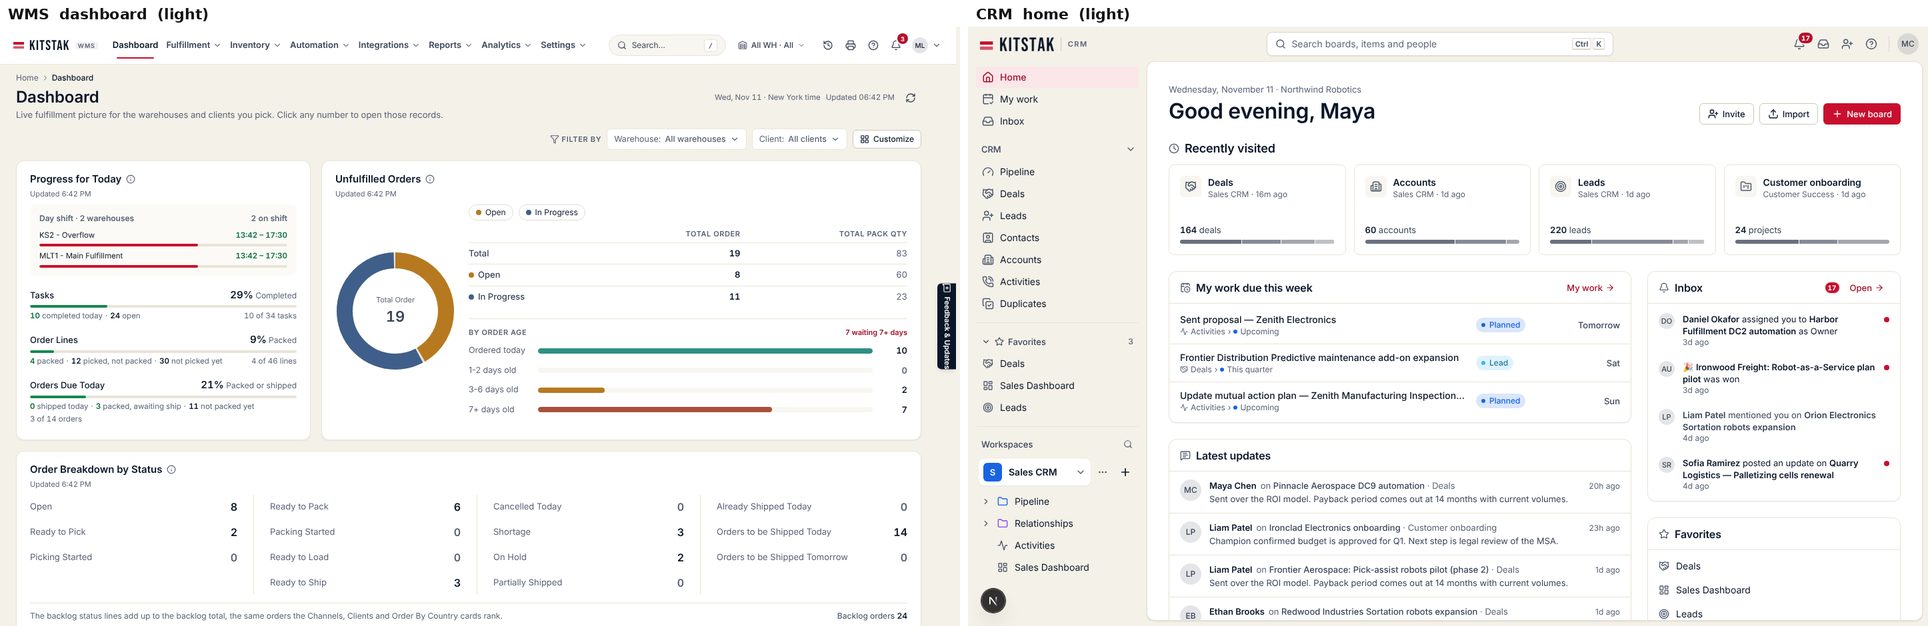 WMS dashboard (light)
KITSTAK WMS Dashboard Fulfillment Inventory Automation Integrations Reports Analytics Settings Search... / All WH · All 3 ML
Home > Dashboard
Dashboard
Wed, Nov 11 · New York time Updated 06:42 PM
Live fulfillment picture for the warehouses and clients you pick. Click any number to open those records.
FILTER BY Warehouse: All warehouses Client: All clients Customize
Progress for Today
Updated 6:42 PM
Day shift · 2 warehouses 2 on shift
KS2 - Overflow 13:42 – 17:30
MLT1 - Main Fulfillment 13:42 – 17:30
Tasks 29% Completed
10 completed today · 24 open 10 of 34 tasks
Order Lines 9% Packed
4 packed · 12 picked, not packed · 30 not picked yet 4 of 46 lines
Orders Due Today 21% Packed or shipped
0 shipped today · 3 packed, awaiting ship · 11 not packed yet
3 of 14 orders
Unfulfilled Orders
Updated 6:42 PM
Open In Progress
TOTAL ORDER TOTAL PACK QTY
Total 19 83
Open 8 60
In Progress 11 23
Total Order
19
BY ORDER AGE 7 waiting 7+ days
Ordered today 10
1-2 days old 0
3-6 days old 2
7+ days old 7
Feedback & Updates
Order Breakdown by Status
Updated 6:42 PM
Open 8
Ready to Pick 2
Picking Started 0
Ready to Pack 6
Packing Started 0
Ready to Load 0
Ready to Ship 3
Cancelled Today 0
Shortage 3
On Hold 2
Partially Shipped 0
Already Shipped Today 0
Orders to be Shipped Today 14
Orders to be Shipped Tomorrow 0
The backlog status lines add up to the backlog total, the same orders the Channels, Clients and Order By Country cards rank. Backlog orders 24
CRM home (light)
KITSTAK CRM Search boards, items and people Ctrl K 17 MC
Home
My work
Inbox
CRM
Pipeline
Deals
Leads
Contacts
Accounts
Activities
Duplicates
Favorites 3
Deals
Sales Dashboard
Leads
Workspaces
S Sales CRM
Pipeline
Relationships
Activities
Sales Dashboard
N
Wednesday, November 11 · Northwind Robotics
Good evening, Maya
Invite Import New board
Recently visited
Deals
Sales CRM · 16m ago
164 deals
Accounts
Sales CRM · 1d ago
60 accounts
Leads
Sales CRM · 1d ago
220 leads
Customer onboarding
Customer Success · 1d ago
24 projects
My work due this week My work →
Sent proposal — Zenith Electronics Planned Tomorrow
Activities › Upcoming
Frontier Distribution Predictive maintenance add-on expansion Lead Sat
Deals › This quarter
Update mutual action plan — Zenith Manufacturing Inspection... Planned Sun
Activities › Upcoming
Latest updates
MC Maya Chen on Pinnacle Aerospace DC9 automation · Deals 20h ago
Sent over the ROI model. Payback period comes out at 14 months with current volumes.
LP Liam Patel on Ironclad Electronics onboarding · Customer onboarding 23h ago
Champion confirmed budget is approved for Q1. Next step is legal review of the MSA.
LP Liam Patel on Frontier Aerospace: Pick-assist robots pilot (phase 2) · Deals 1d ago
Sent over the ROI model. Payback period comes out at 14 months with current volumes.
EB Ethan Brooks on Redwood Industries Sortation robots expansion · Deals 1d ago
Inbox 17 Open →
DO Daniel Okafor assigned you to Harbor
Fulfillment DC2 automation as Owner
3d ago
AU 🎉 Ironwood Freight: Robot-as-a-Service plan
pilot was won
3d ago
LP Liam Patel mentioned you on Orion Electronics
Sortation robots expansion
4d ago
SR Sofia Ramirez posted an update on Quarry
Logistics — Palletizing cells renewal
4d ago
Favorites
Deals
Sales Dashboard
Leads